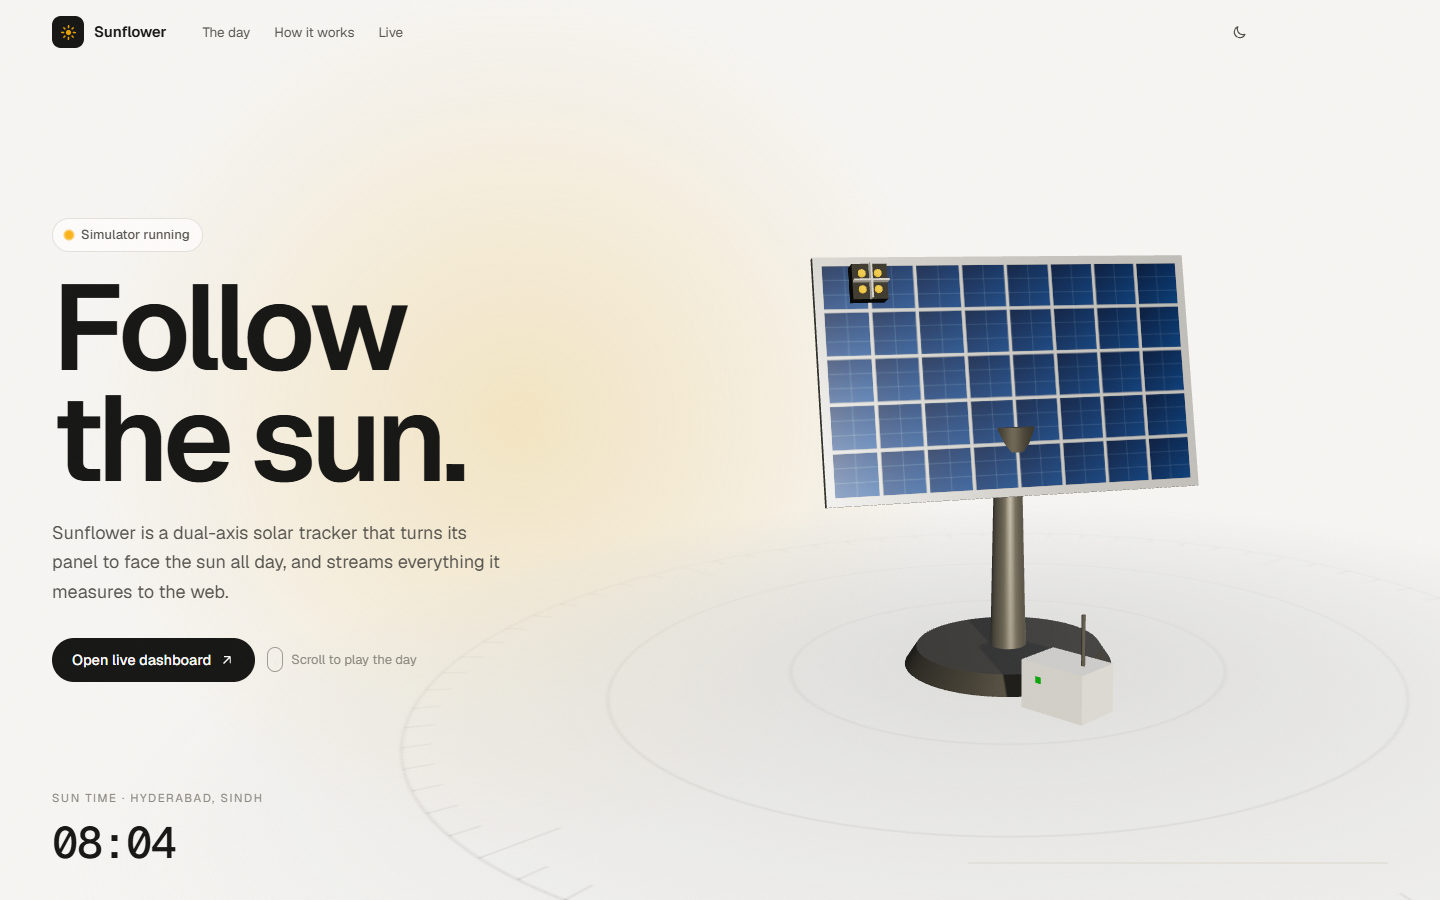 Sunflower
The day
How it works
Live
Simulator running
Follow
the sun.
Sunflower is a dual-axis solar tracker that turns its
panel to face the sun all day, and streams everything it
measures to the web.
Open live dashboard
Scroll to play the day
SUN TIME · HYDERABAD, SINDH
08:04